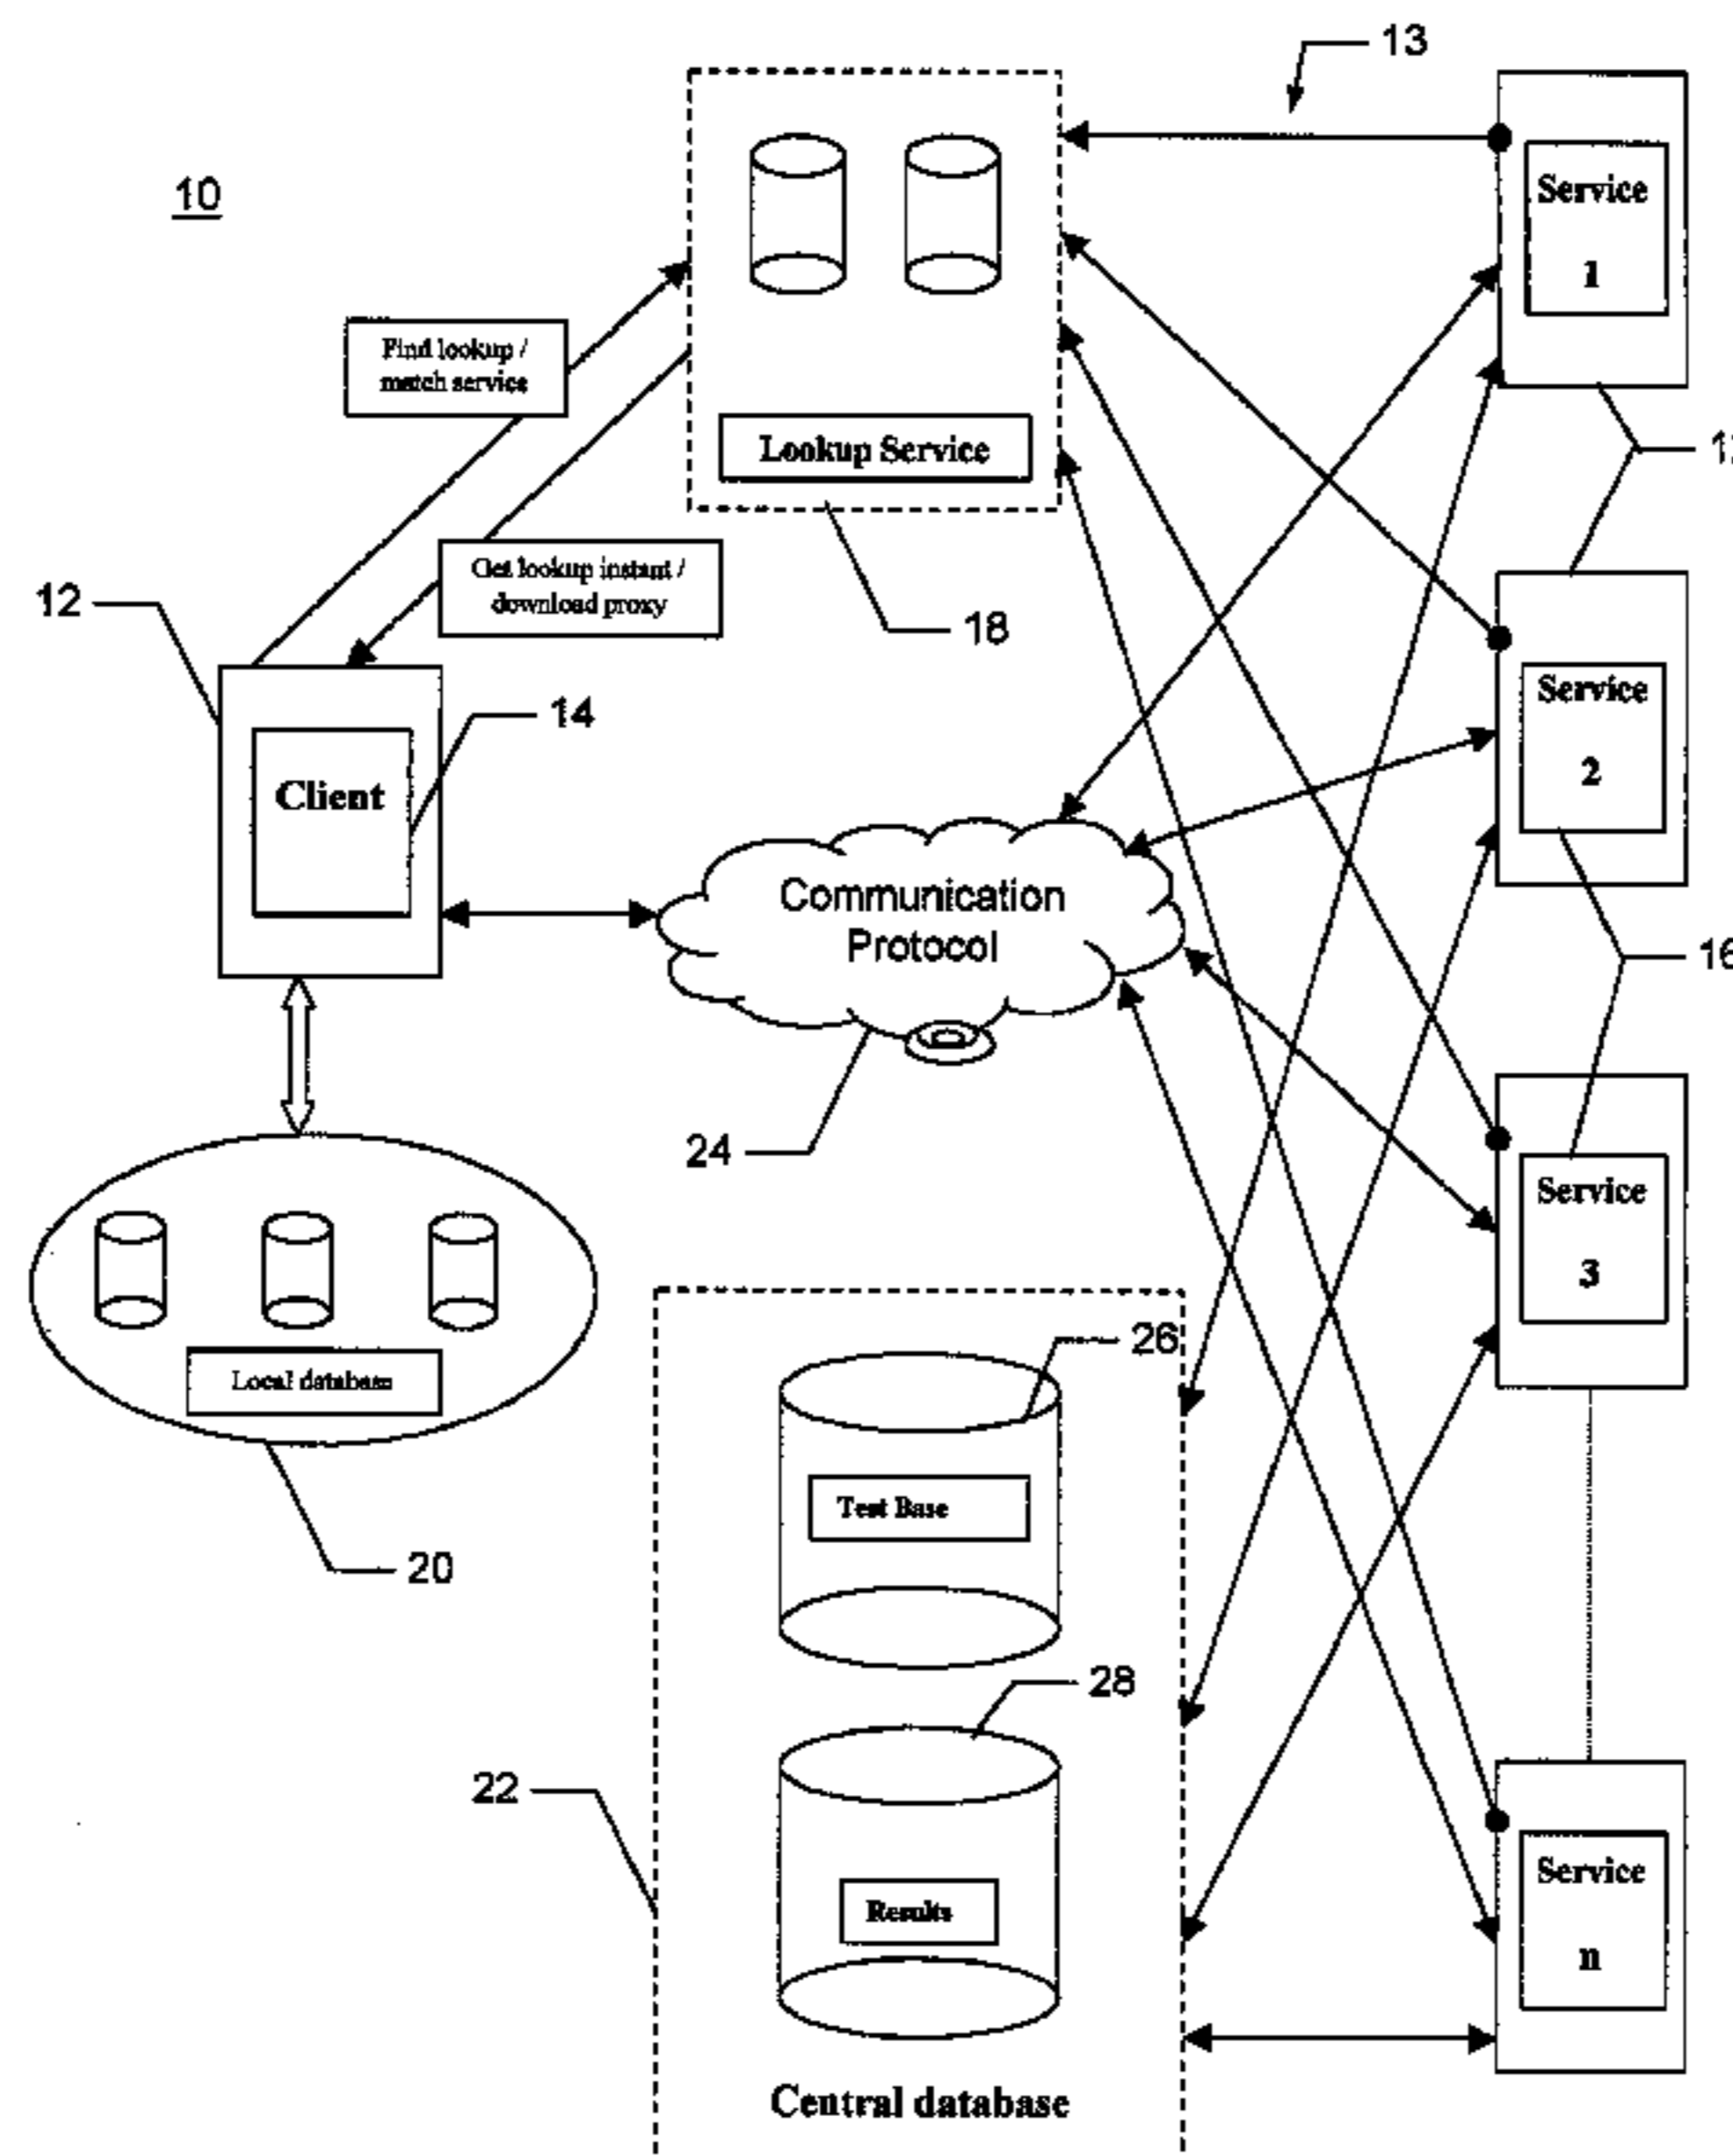 13
10
Service
1
Find lookup /
match service
Lookup Service
Get lookup instant /
download proxy
18
12
14
Client
Service
2
Communication
Protocol
16
24
Service
3
Local database
26
Test Base
20
28
22
Results
Service
n
Central database